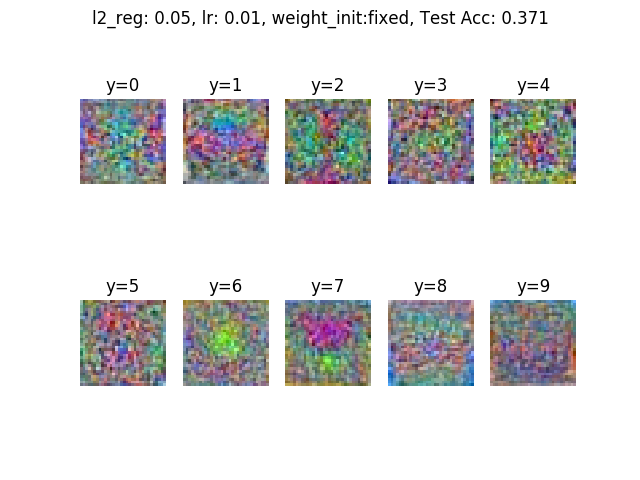 l2_reg: 0.05, lr: 0.01, weight_init:fixed, Test Acc: 0.371
y=0 y=1 y=2 y=3 y=4
y=5 y=6 y=7 y=8 y=9